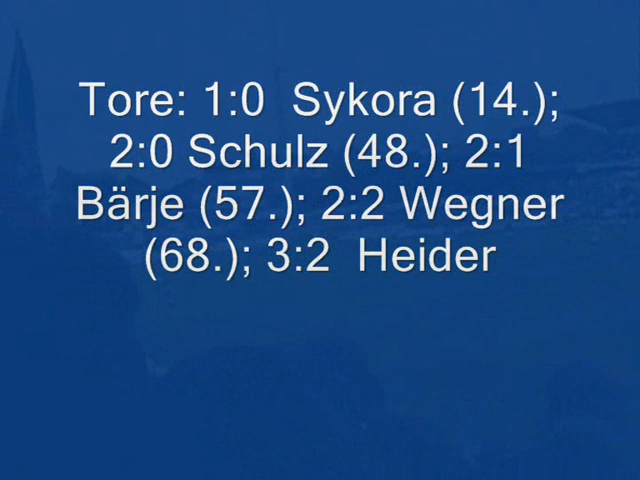 Tore: 1:0  Sykora (14.);
2:0 Schulz (48.); 2:1
Bärje (57.); 2:2 Wegner
(68.); 3:2  Heider